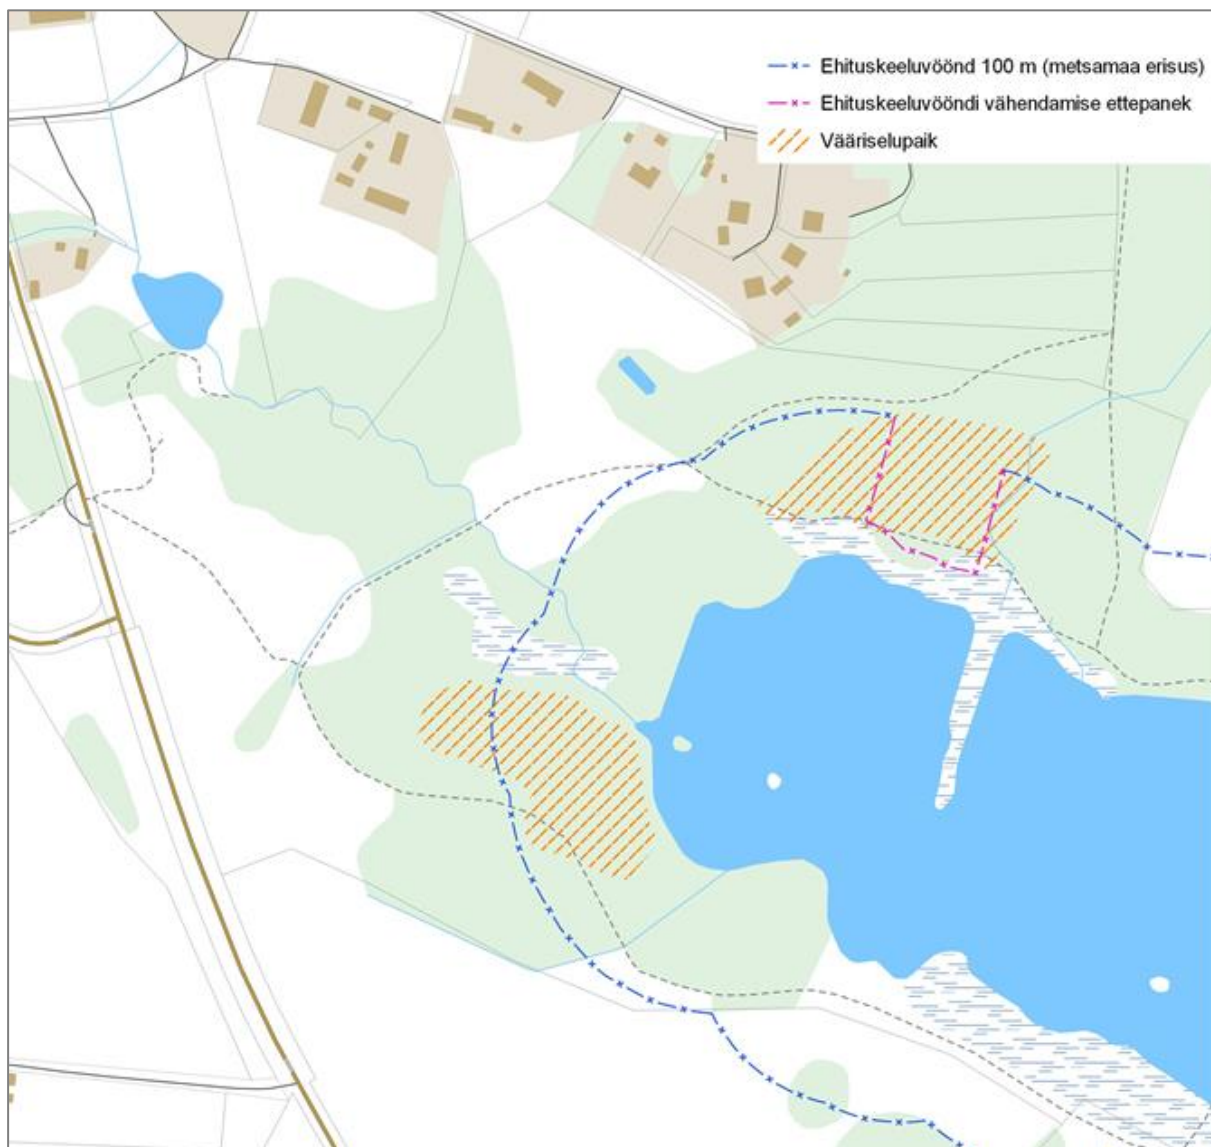 Ehituskeeluvöönd 100 m (metsamaa erisus)
Ehituskeeluvööndi vähendamise ettepanek
Vääriselupaik